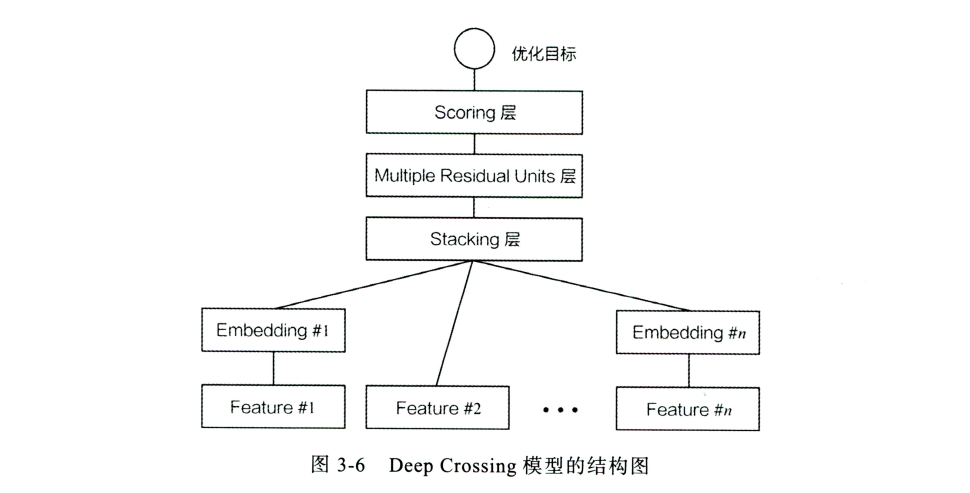 优化目标
Scoring 层
Multiple Residual Units 层
Stacking 层
Embedding #1
Embedding #n
Feature #1
Feature #2
•••
Feature #n
图 3-6 Deep Crossing 模型的结构图